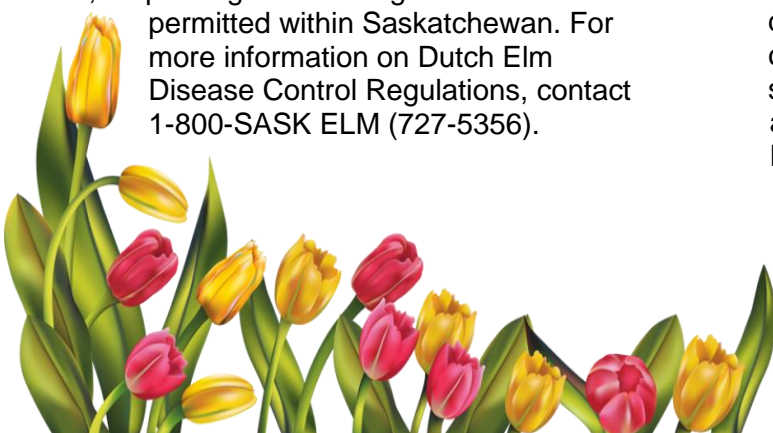 permitted within Saskatchewan. For
more information on Dutch Elm
Disease Control Regulations, contact
1-800-SASK ELM (727-5356).